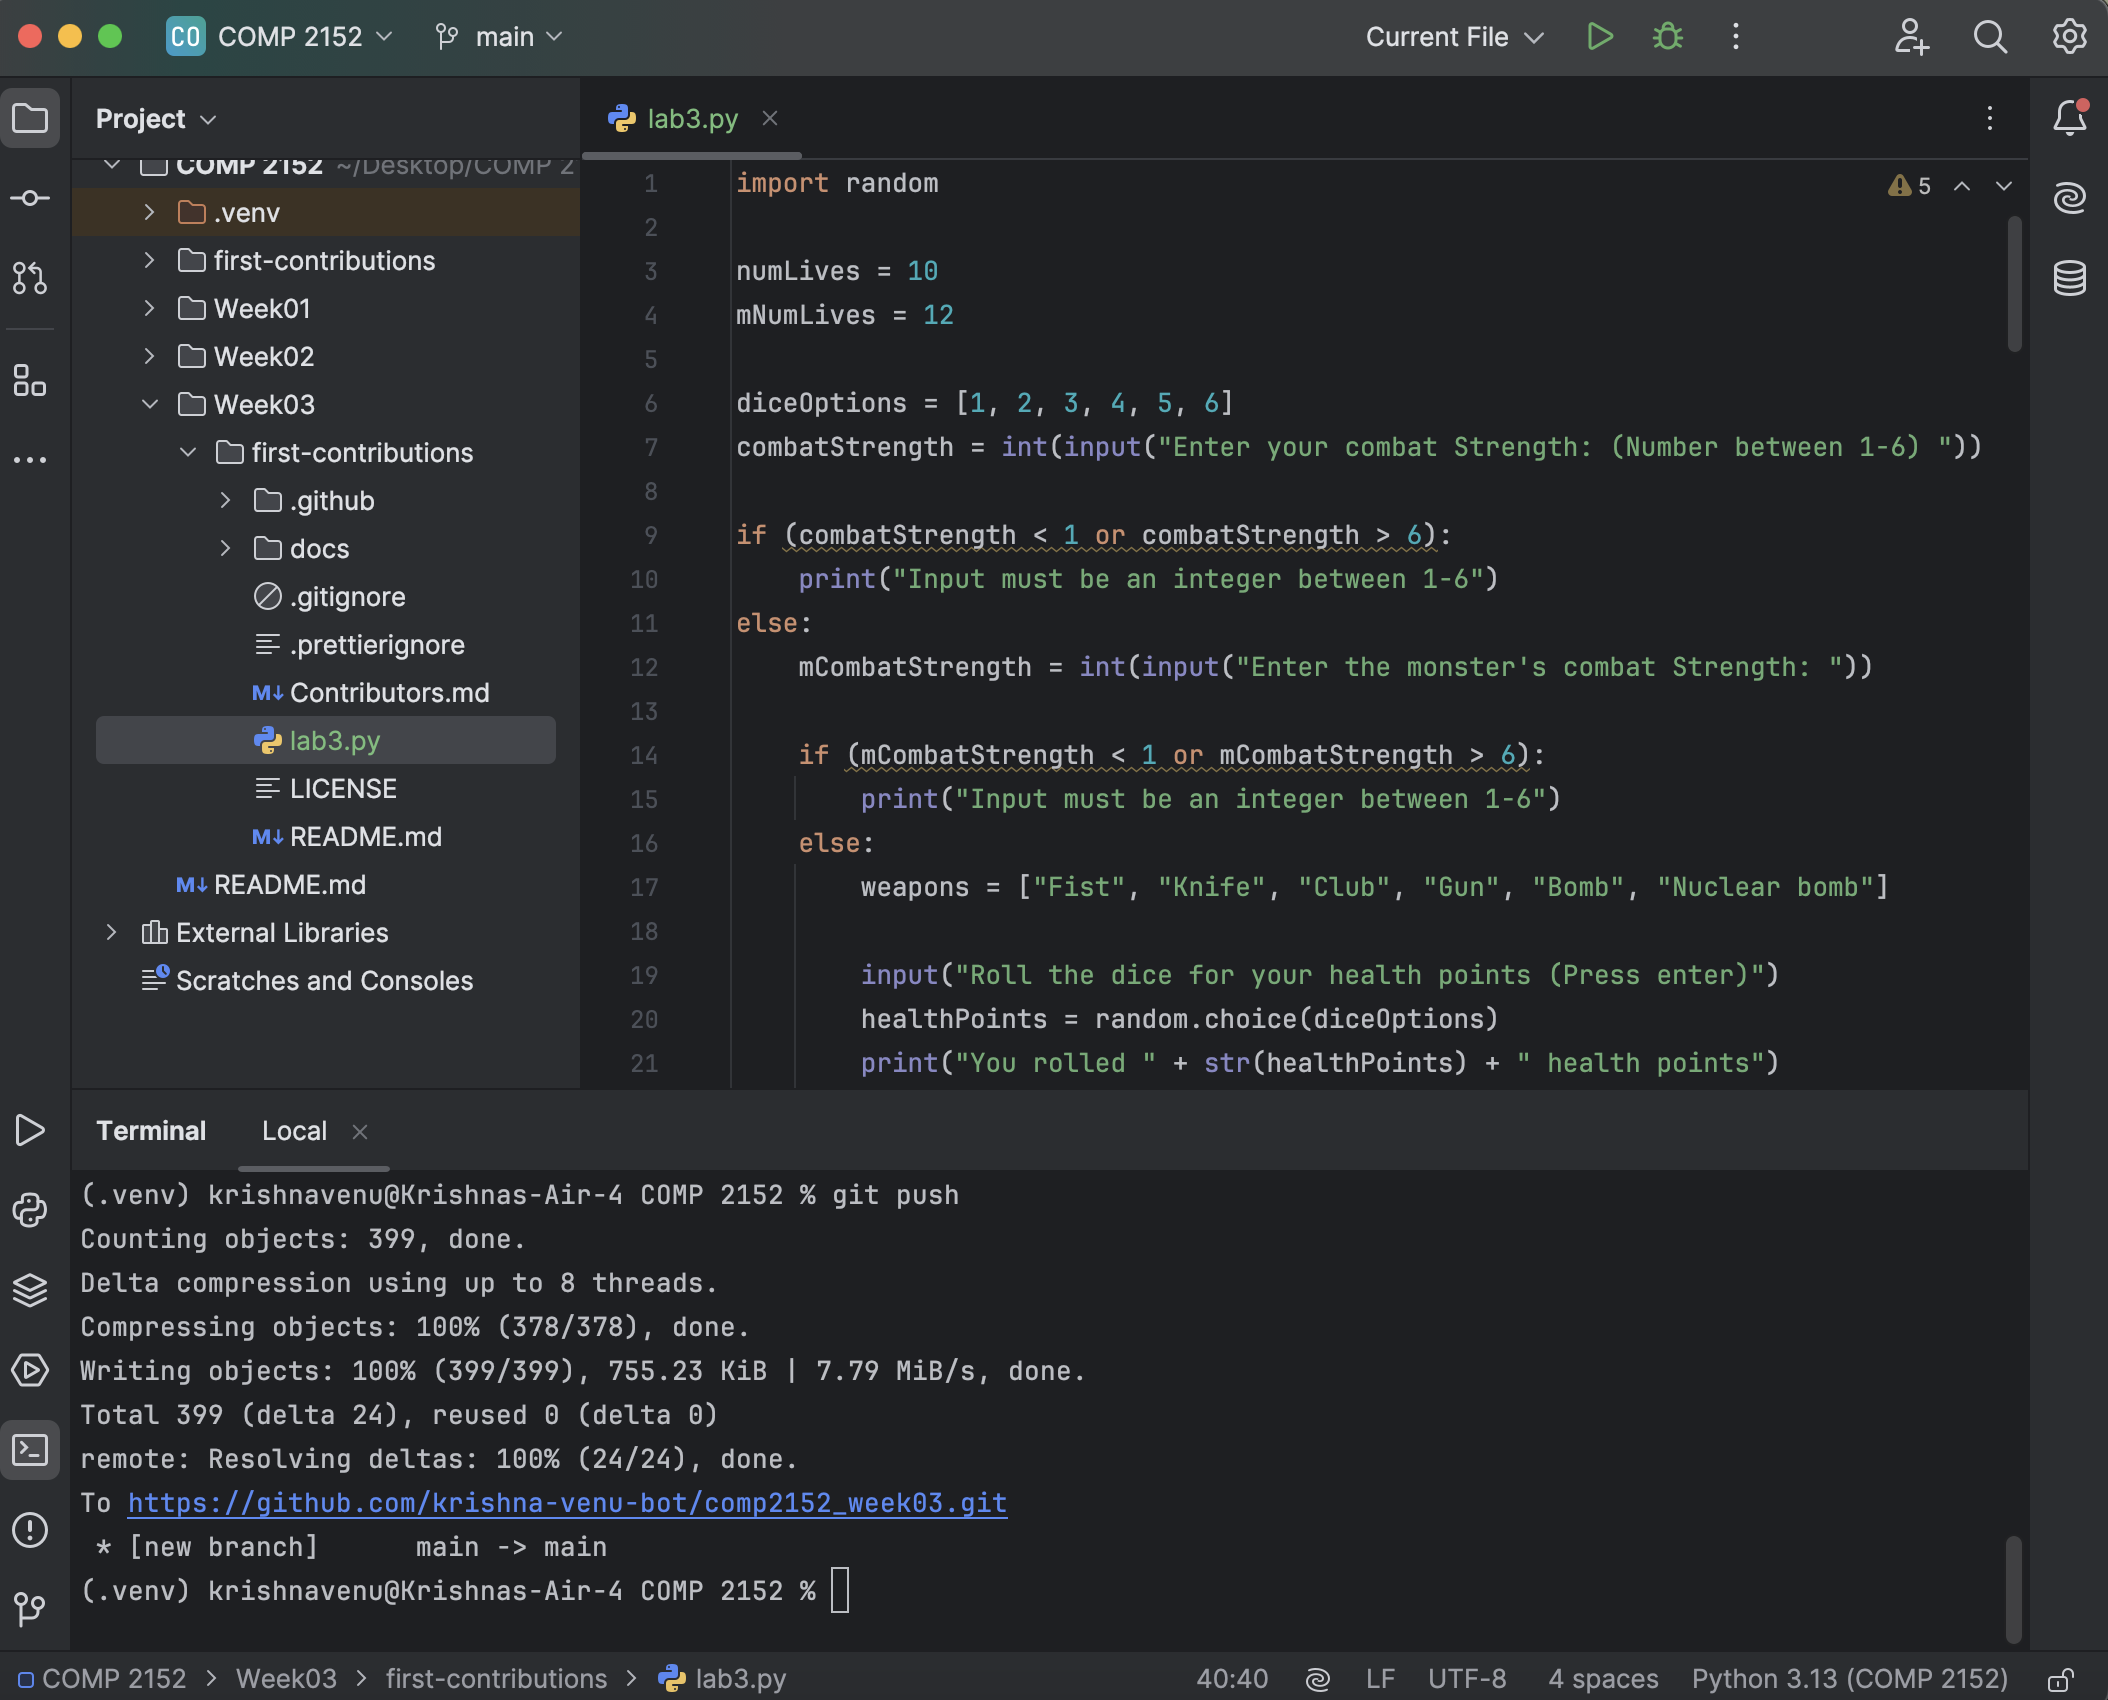 CO COMP 2152 main Current File
Project
COMP 2152 ~/Desktop/COMP 2
.venv
first-contributions
Week01
Week02
Week03
first-contributions
.github
docs
.gitignore
.prettierignore
M↓ Contributors.md
lab3.py
LICENSE
M↓ README.md
M↓ README.md
External Libraries
Scratches and Consoles
lab3.py
5
1 import random
2
3 numLives = 10
4 mNumLives = 12
5
6 diceOptions = [1, 2, 3, 4, 5, 6]
7 combatStrength = int(input("Enter your combat Strength: (Number between 1-6) "))
8
9 if (combatStrength < 1 or combatStrength > 6):
10 print("Input must be an integer between 1-6")
11 else:
12 mCombatStrength = int(input("Enter the monster's combat Strength: "))
13
14 if (mCombatStrength < 1 or mCombatStrength > 6):
15 print("Input must be an integer between 1-6")
16 else:
17 weapons = ["Fist", "Knife", "Club", "Gun", "Bomb", "Nuclear bomb"]
18
19 input("Roll the dice for your health points (Press enter)")
20 healthPoints = random.choice(diceOptions)
21 print("You rolled " + str(healthPoints) + " health points")
Terminal Local
(.venv) krishnavenu@Krishnas-Air-4 COMP 2152 % git push
Counting objects: 399, done.
Delta compression using up to 8 threads.
Compressing objects: 100% (378/378), done.
Writing objects: 100% (399/399), 755.23 KiB | 7.79 MiB/s, done.
Total 399 (delta 24), reused 0 (delta 0)
remote: Resolving deltas: 100% (24/24), done.
To https://github.com/krishna-venu-bot/comp2152_week03.git
* [new branch] main -> main
(.venv) krishnavenu@Krishnas-Air-4 COMP 2152 %
COMP 2152 > Week03 > first-contributions > lab3.py 40:40 LF UTF-8 4 spaces Python 3.13 (COMP 2152)